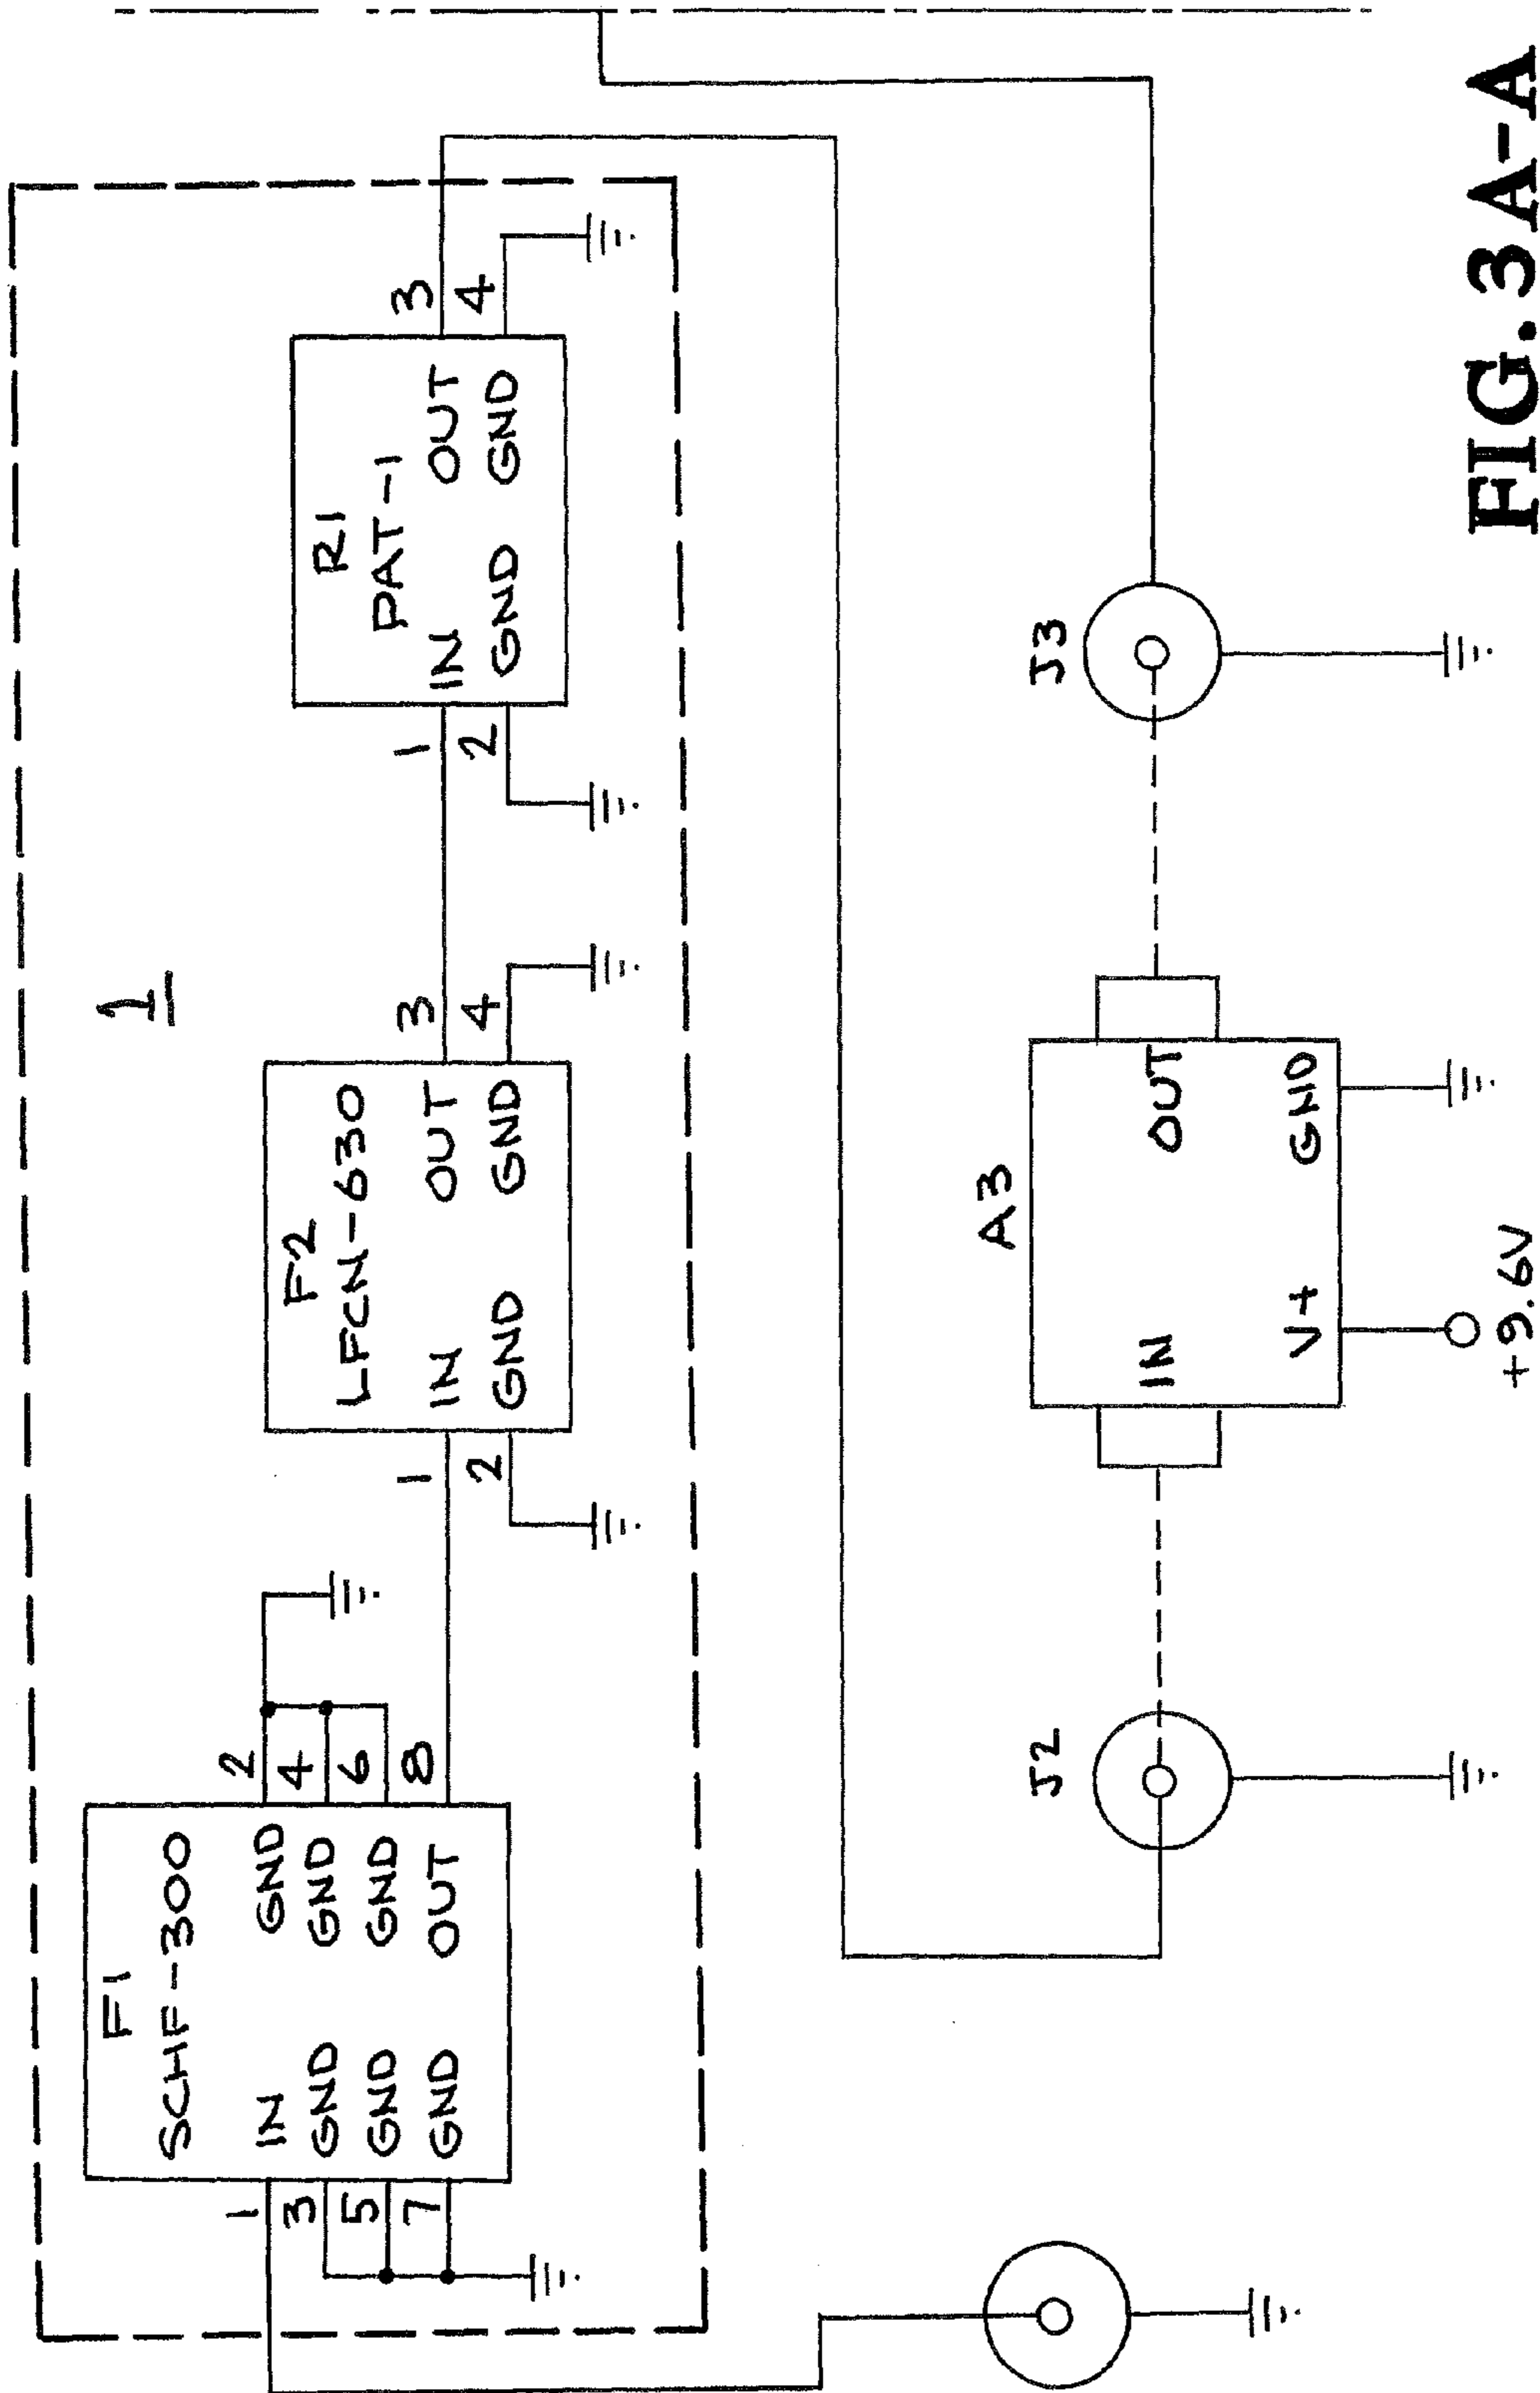 1
F1
SCHF-300
IN GND
GND GND
GND GND
GND OUT
1
3
5
7
2
4
6
8
F2
LFCN-630
IN OUT
GND GND
1
2
3
4
R1
PAT-1
IN OUT
GND GND
1
2
3
4
J2
A3
IN OUT
V+ GND
+9.6V
J3
FIG. 3A-A